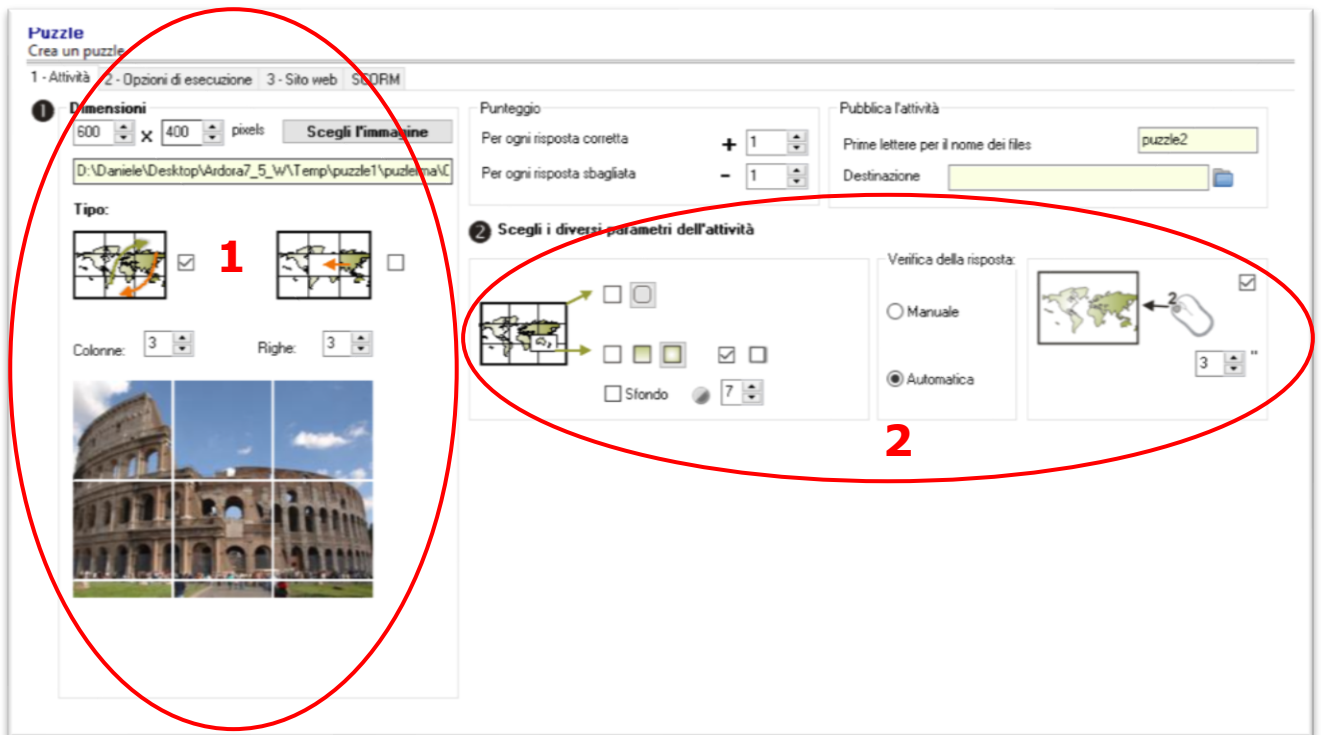 Puzzle
Crea un puzzle
1 - Attività 2 - Opzioni di esecuzione 3 - Sito web SCORM
1 Dimensioni
600 x 400 pixels Scegli l'immagine
D:\Daniele\Desktop\Ardora7_5_W\Temp\puzzle1\puzlerma\
Tipo:
1
Colonne: 3 Righe: 3
Punteggio
Per ogni risposta corretta + 1
Per ogni risposta sbagliata - 1
Pubblica l'attività
Prime lettere per il nome dei files puzzle2
Destinazione
2 Scegli i diversi parametri dell'attività
Sfondo 7
Verifica della risposta:
Manuale
Automatica
2
3 "
2